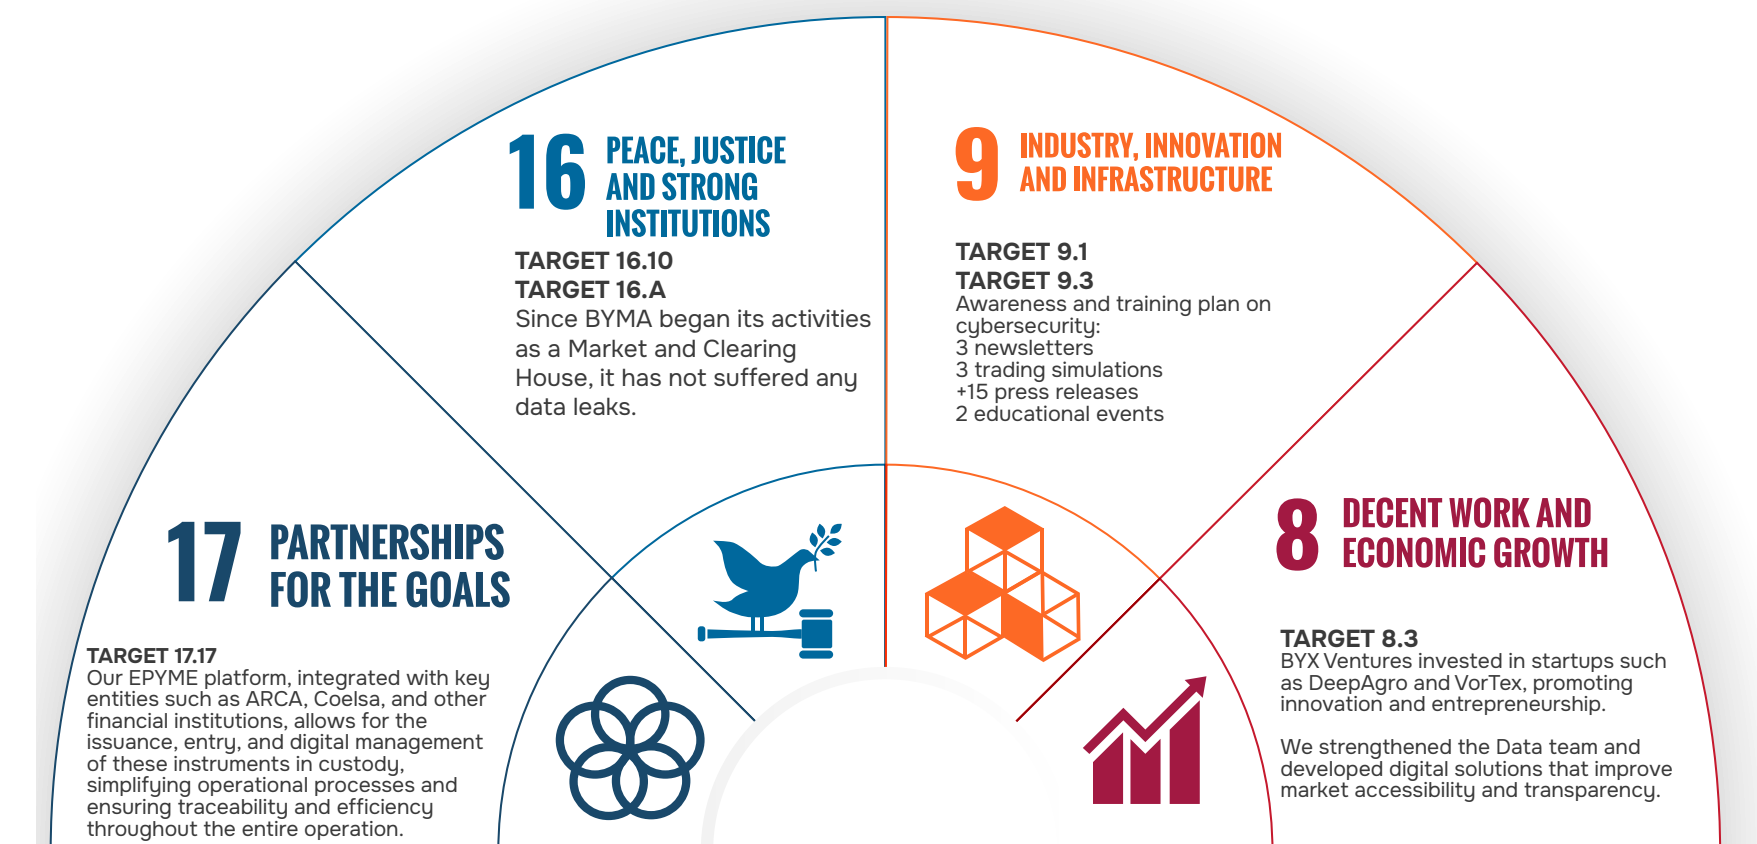 16
PEACE, JUSTICE
AND STRONG
INSTITUTIONS
TARGET 16.10
TARGET 16.A
Since BYMA began its activities
as a Market and Clearing
House, it has not suffered any
data leaks.
9
INDUSTRY, INNOVATION
AND INFRASTRUCTURE
TARGET 9.1
TARGET 9.3
Awareness and training plan on
cybersecurity:
3 newsletters
3 trading simulations
+15 press releases
2 educational events
17
PARTNERSHIPS
FOR THE GOALS
TARGET 17.17
Our EPYME platform, integrated with key
entities such as ARCA, Coelsa, and other
financial institutions, allows for the
issuance, entry, and digital management
of these instruments in custody,
simplifying operational processes and
ensuring traceability and efficiency
throughout the entire operation.
8
DECENT WORK AND
ECONOMIC GROWTH
TARGET 8.3
BYX Ventures invested in startups such
as DeepAgro and VorTex, promoting
innovation and entrepreneurship.
We strengthened the Data team and
developed digital solutions that improve
market accessibility and transparency.